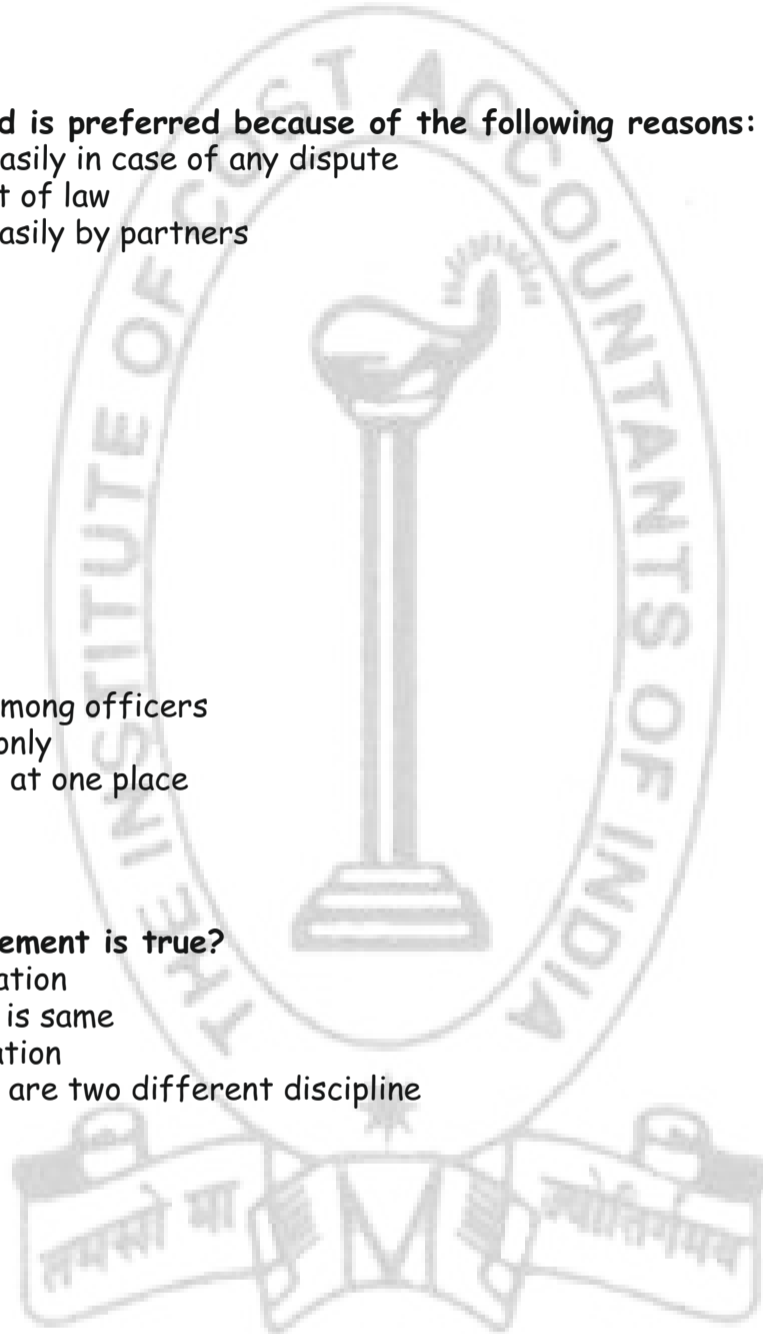 d is preferred because of the following reasons:
asily in case of any dispute
t of law
asily by partners
mong officers
only
at one place
ement is true?
ation
is same
ation
are two different discipline
THE INSTITUTE OF COST ACCOUNTANTS OF INDIA
तमसो मा ज्योतिर्गमय